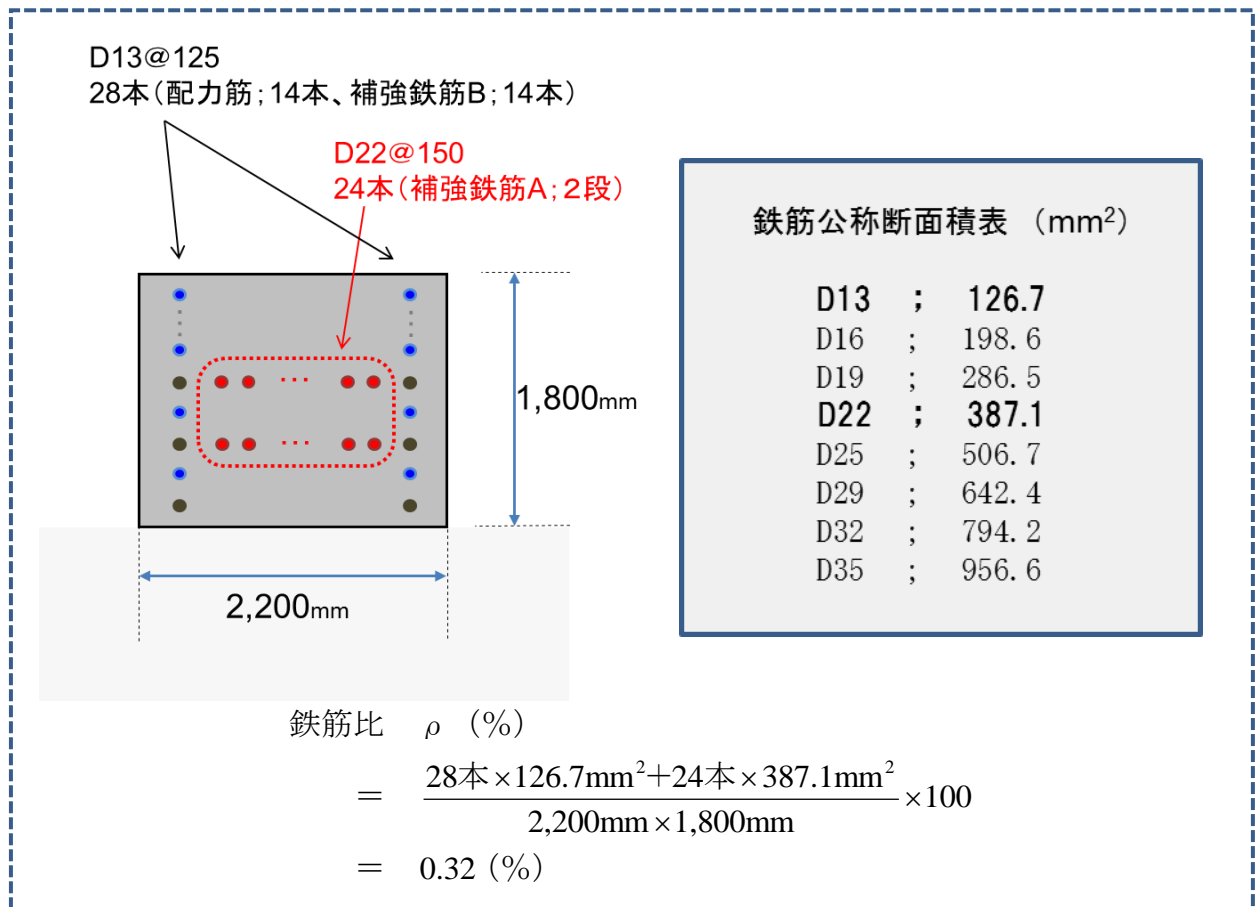 D13@125
28本(配力筋;14本、補強鉄筋B;14本)
D22@150
24本(補強鉄筋A;2段)
1,800mm
2,200mm
鉄筋公称断面積表 (mm²)
D13 ; 126.7
D16 ; 198.6
D19 ; 286.5
D22 ; 387.1
D25 ; 506.7
D29 ; 642.4
D32 ; 794.2
D35 ; 956.6
鉄筋比 ρ (%)
= (28本×126.7mm²+24本×387.1mm²)/(2,200mm×1,800mm)×100
= 0.32 (%)